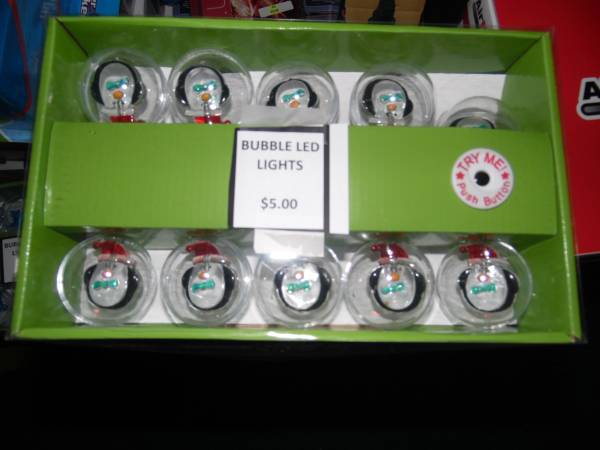 BUBBLE LED
LIGHTS
$5.00
TRY ME!
Push Button